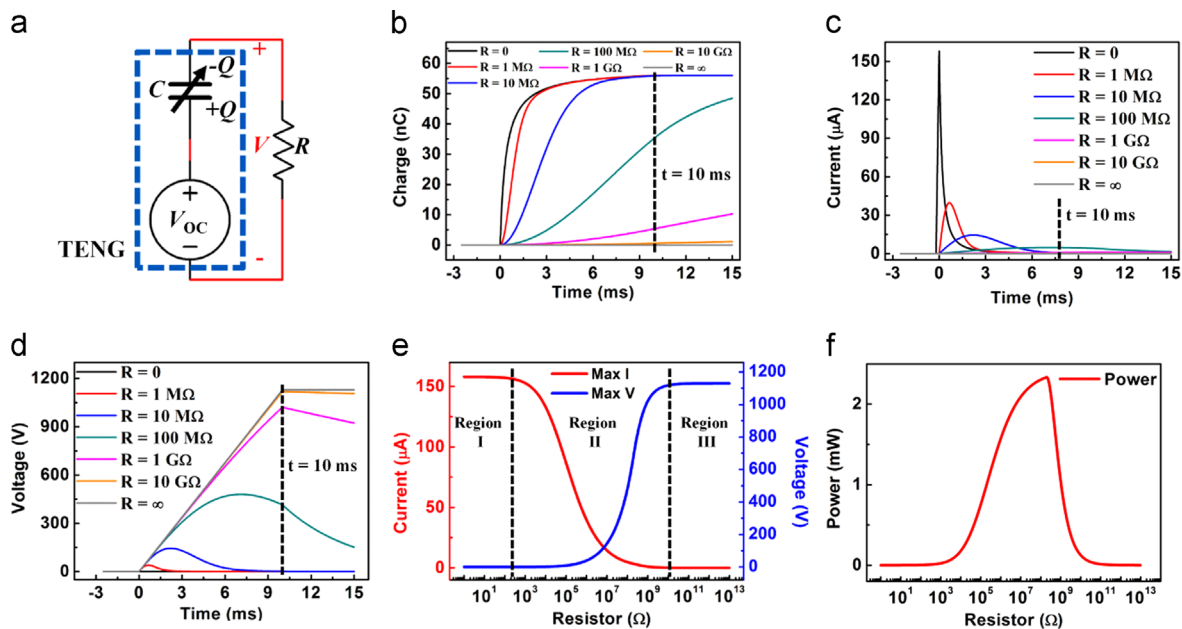 a
+
-Q
C
+Q
V
R
+
VOC
−
TENG
-
b
R = 0
R = 100 MΩ
R = 10 GΩ
R = 1 MΩ
R = 1 GΩ
R = ∞
R = 10 MΩ
60
50
40
30
20
10
0
Charge (nC)
t = 10 ms
-3 0 3 6 9 12 15
Time (ms)
c
R = 0
R = 1 MΩ
R = 10 MΩ
R = 100 MΩ
R = 1 GΩ
R = 10 GΩ
R = ∞
150
120
90
60
30
0
Current (μA)
t = 10 ms
-3 0 3 6 9 12 15
Time (ms)
d
R = 0
R = 1 MΩ
R = 10 MΩ
R = 100 MΩ
R = 1 GΩ
R = 10 GΩ
R = ∞
1200
900
600
300
0
Voltage (V)
t = 10 ms
-3 0 3 6 9 12 15
Time (ms)
e
Max I
Max V
Region I
Region II
Region III
150
100
50
0
Current (μA)
1200
1000
800
600
400
200
0
Voltage (V)
10¹ 10³ 10⁵ 10⁷ 10⁹ 10¹¹ 10¹³
Resistor (Ω)
f
Power
2
1
0
Power (mW)
10¹ 10³ 10⁵ 10⁷ 10⁹ 10¹¹ 10¹³
Resistor (Ω)